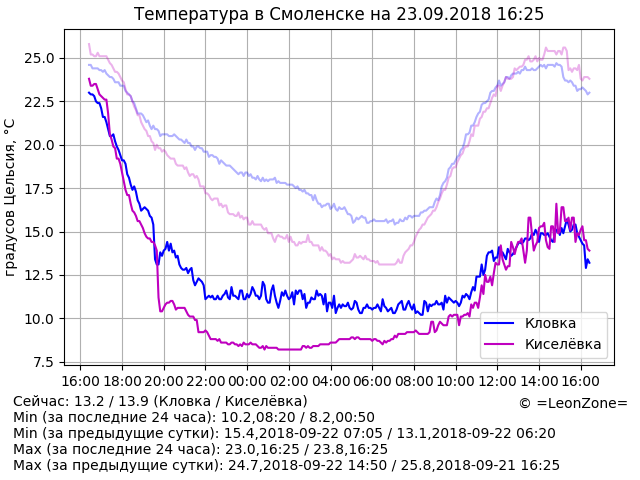 Температура в Смоленске на 23.09.2018 16:25
градусов Цельсия, °C
25.0
22.5
20.0
17.5
15.0
12.5
10.0
7.5
16:00 18:00 20:00 22:00 00:00 02:00 04:00 06:00 08:00 10:00 12:00 14:00 16:00
Кловка
Киселёвка
Сейчас: 13.2 / 13.9 (Кловка / Киселёвка)
© =LeonZone=
Min (за последние 24 часа): 10.2,08:20 / 8.2,00:50
Min (за предыдущие сутки): 15.4,2018-09-22 07:05 / 13.1,2018-09-22 06:20
Max (за последние 24 часа): 23.0,16:25 / 23.8,16:25
Max (за предыдущие сутки): 24.7,2018-09-22 14:50 / 25.8,2018-09-21 16:25